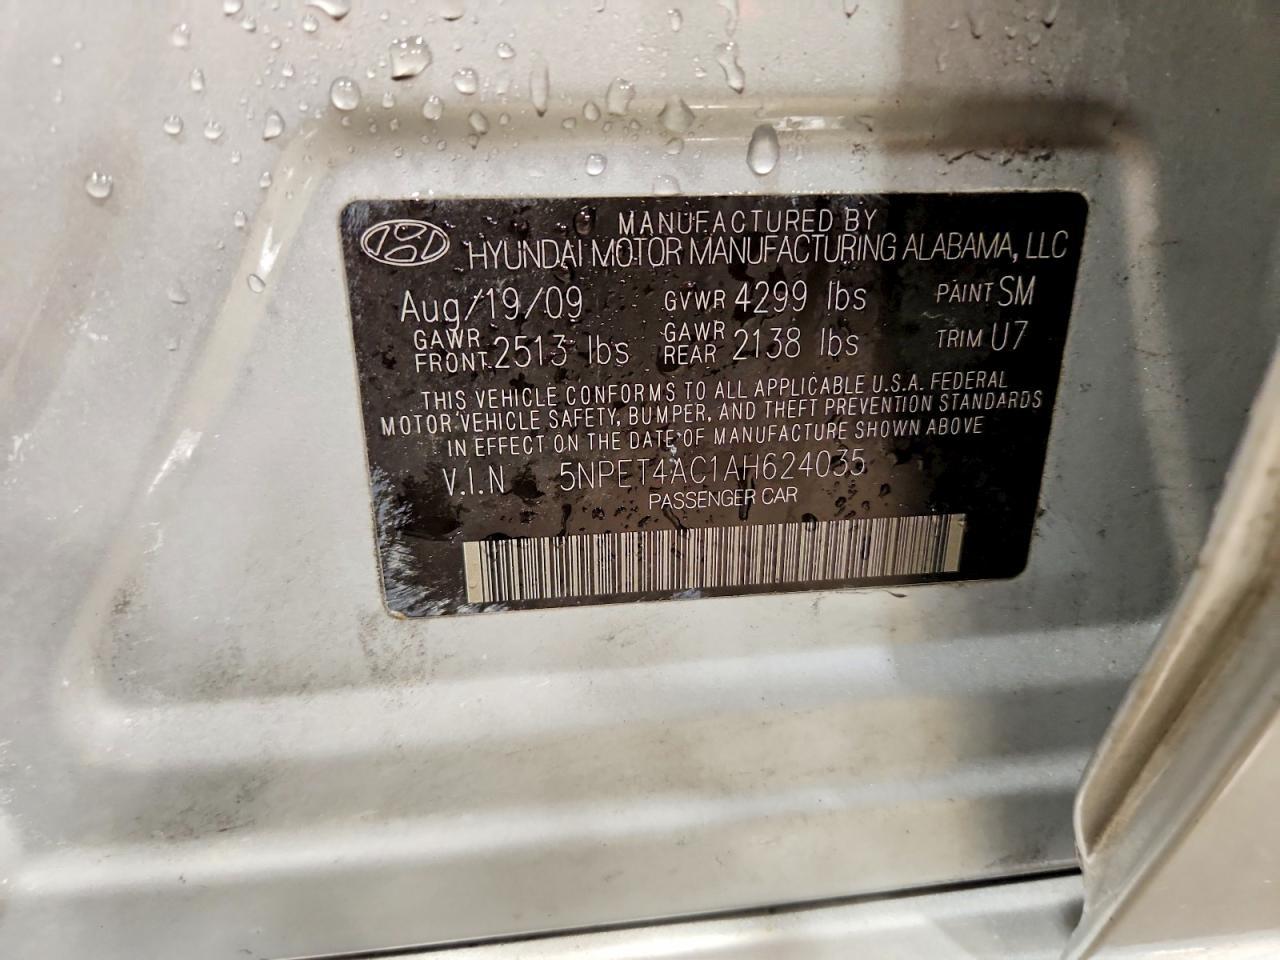 MANUFACTURED BY
HYUNDAI MOTOR MANUFACTURING ALABAMA, LLC
Aug/19/09 GVWR 4299 lbs PAINT SM
GAWR FRONT 2513 lbs GAWR REAR 2138 lbs TRIM U7
THIS VEHICLE CONFORMS TO ALL APPLICABLE U.S.A. FEDERAL
MOTOR VEHICLE SAFETY, BUMPER, AND THEFT PREVENTION STANDARDS
IN EFFECT ON THE DATE OF MANUFACTURE SHOWN ABOVE
V.I.N 5NPET4AC1AH624035
PASSENGER CAR